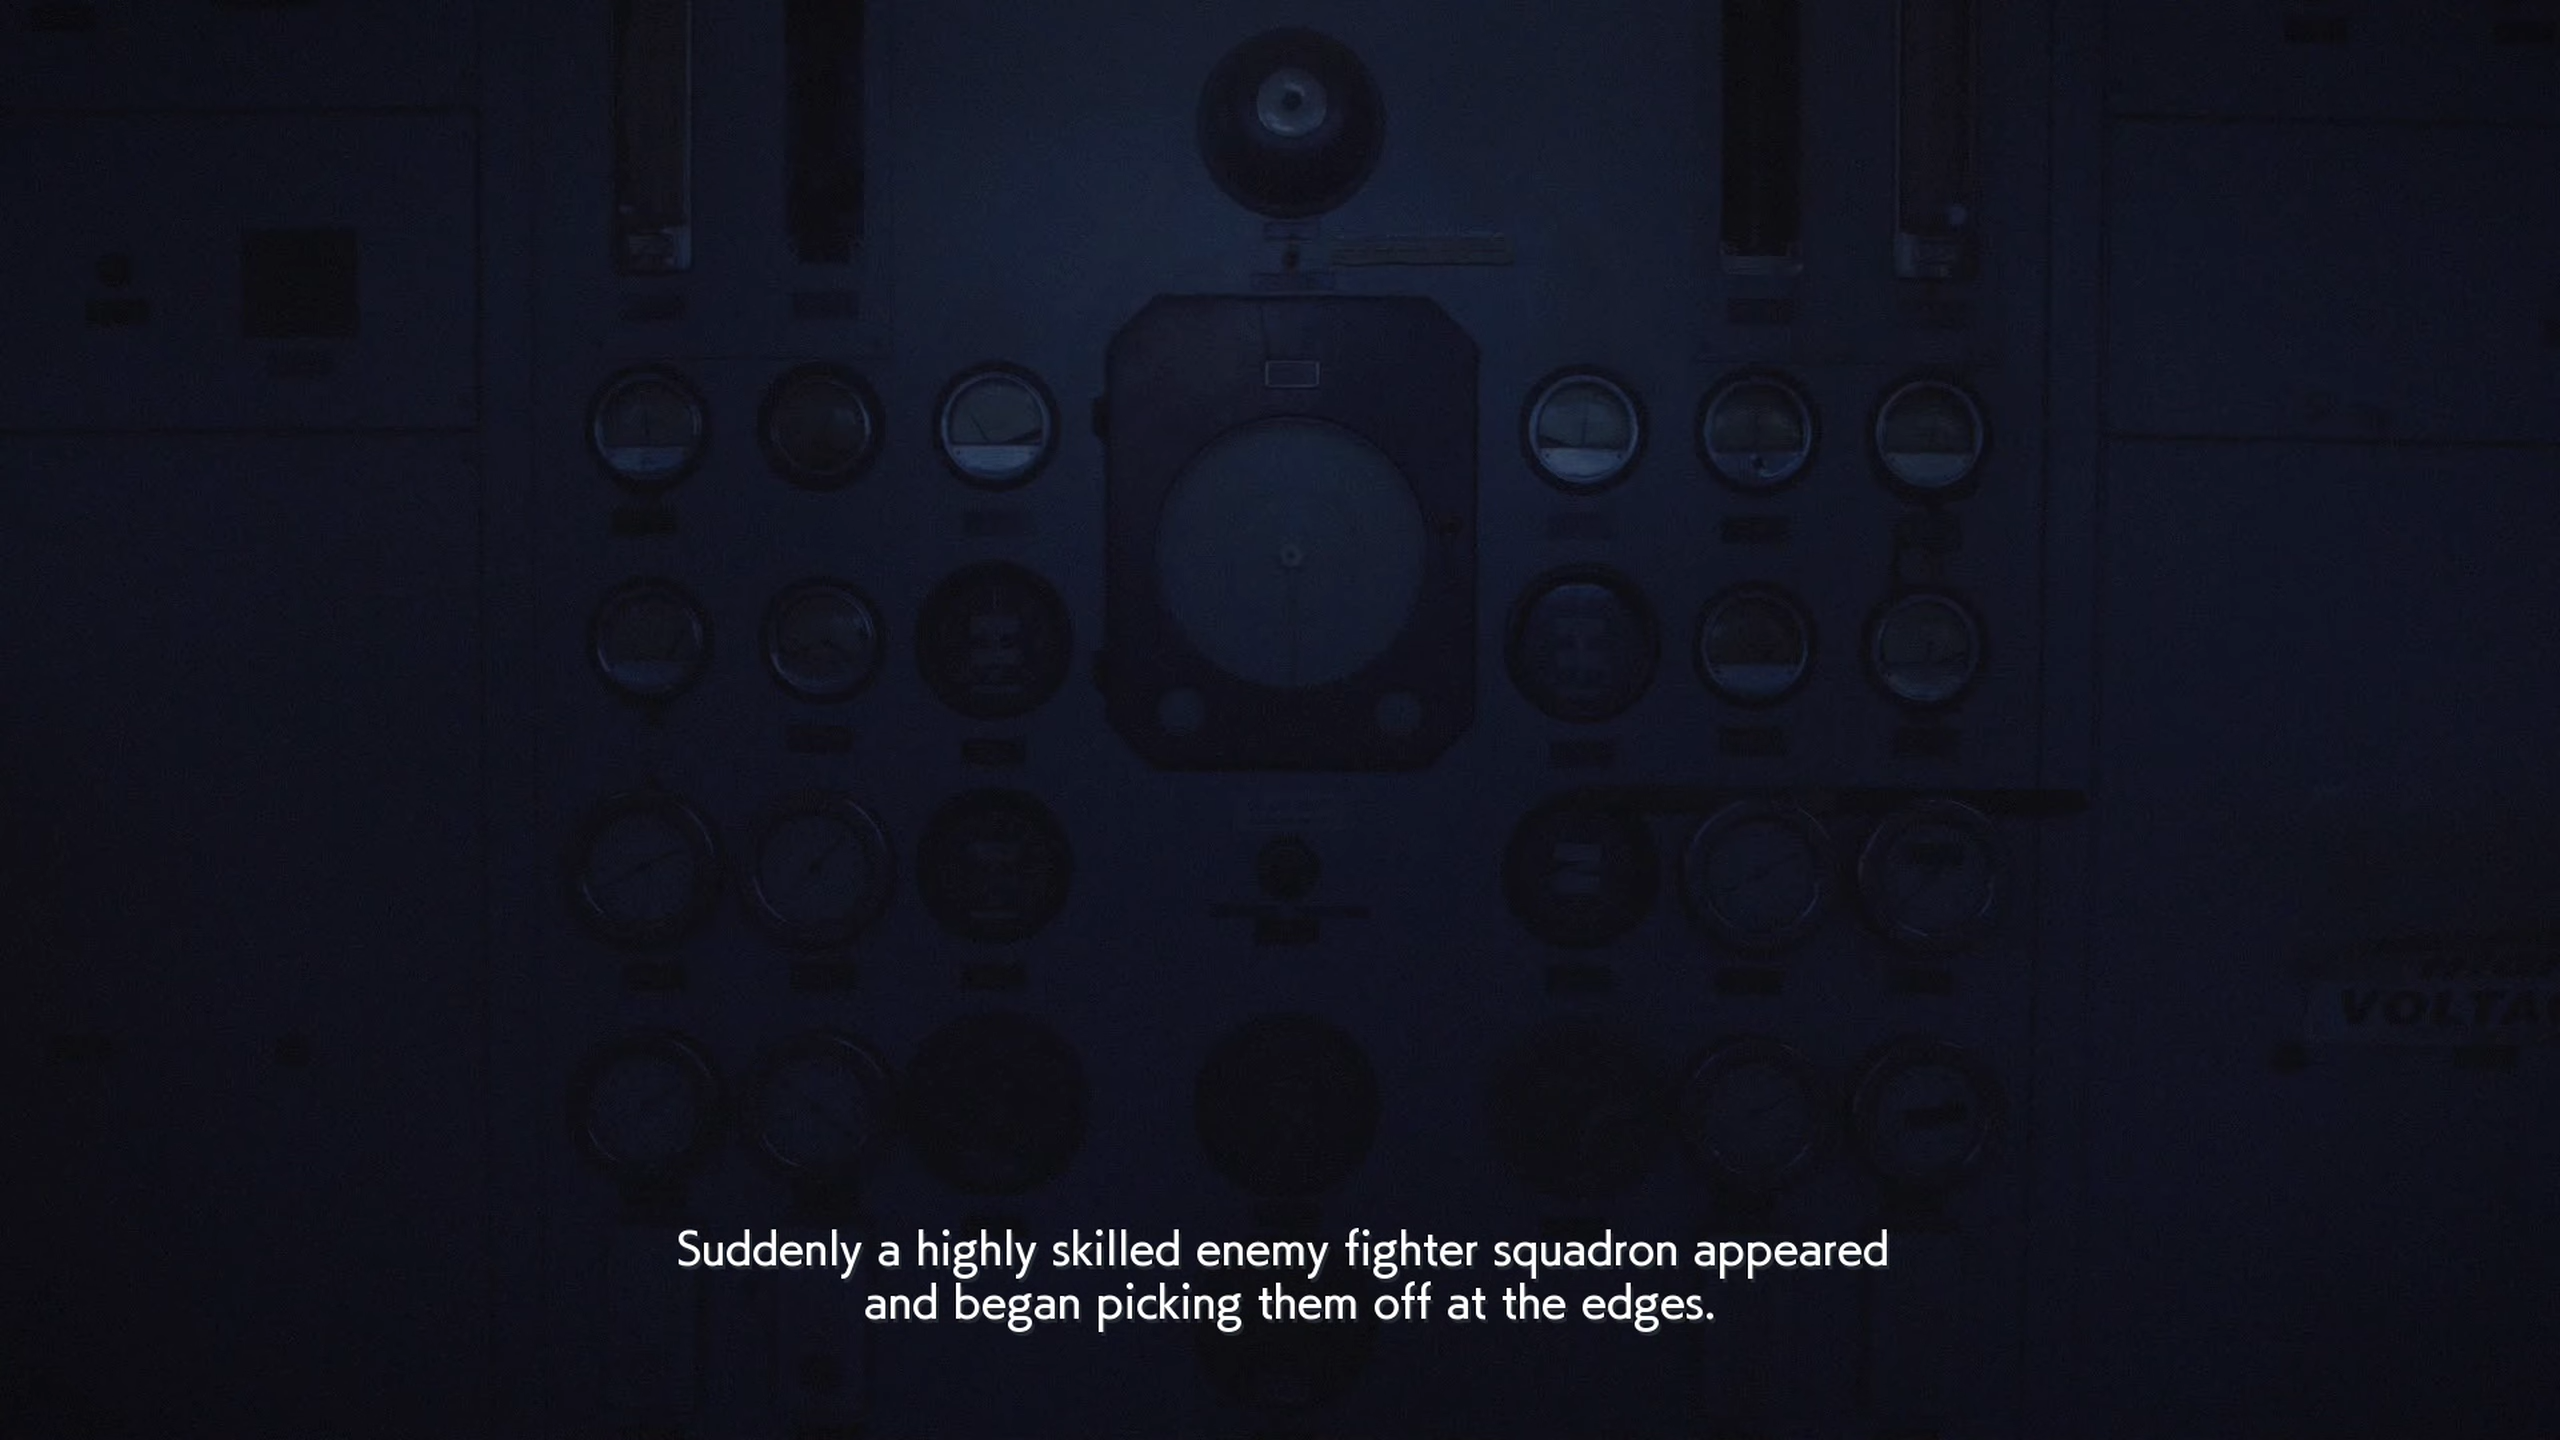 Suddenly a highly skilled enemy fighter squadron appeared
and began picking them off at the edges.